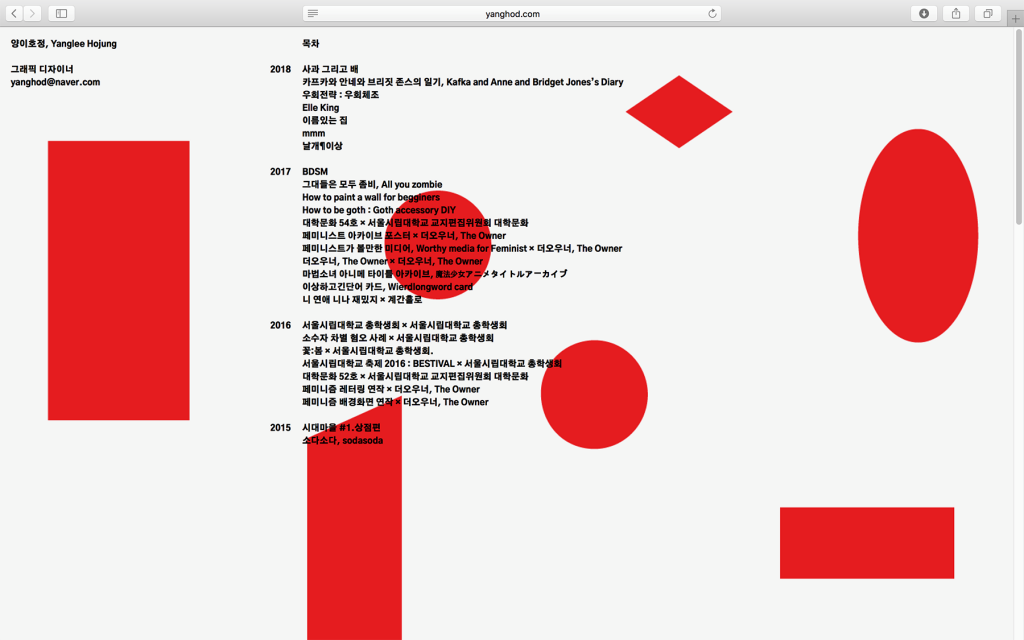 yanghod.com
양이호정, Yanglee Hojung
그래픽 디자이너
yanghod@naver.com
목차
2018 사과 그리고 배
카프카와 안네와 브리짓 존스의 일기, Kafka and Anne and Bridget Jones's Diary
우회전략 : 우회체조
Elle King
이름있는 집
mmm
날개¶이상
2017 BDSM
그대들은 모두 좀비, All you zombie
How to paint a wall for begginers
How to be goth : Goth accessory DIY
대학문화 54호 × 서울시립대학교 교지편집위원회 대학문화
페미니스트 아카이브 포스터 × 더오우너, The Owner
페미니스트가 볼만한 미디어, Worthy media for Feminist × 더오우너, The Owner
더오우너, The Owner × 더오우너, The Owner
마법소녀 아니메 타이틀 아카이브, 魔法少女アニメタイトルアーカイブ
이상하고긴단어 카드, Wierdlongword card
니 연애 니나 재밌지 × 계간홀로
2016 서울시립대학교 총학생회 × 서울시립대학교 총학생회
소수자 차별 혐오 사례 × 서울시립대학교 총학생회
꽃:봄 × 서울시립대학교 총학생회.
서울시립대학교 축제 2016 : BESTIVAL × 서울시립대학교 총학생회
대학문화 52호 × 서울시립대학교 교지편집위원회 대학문화
페미니즘 레터링 연작 × 더오우너, The Owner
페미니즘 배경화면 연작 × 더오우너, The Owner
2015 시대마을 #1.상점편
소다소다, sodasoda